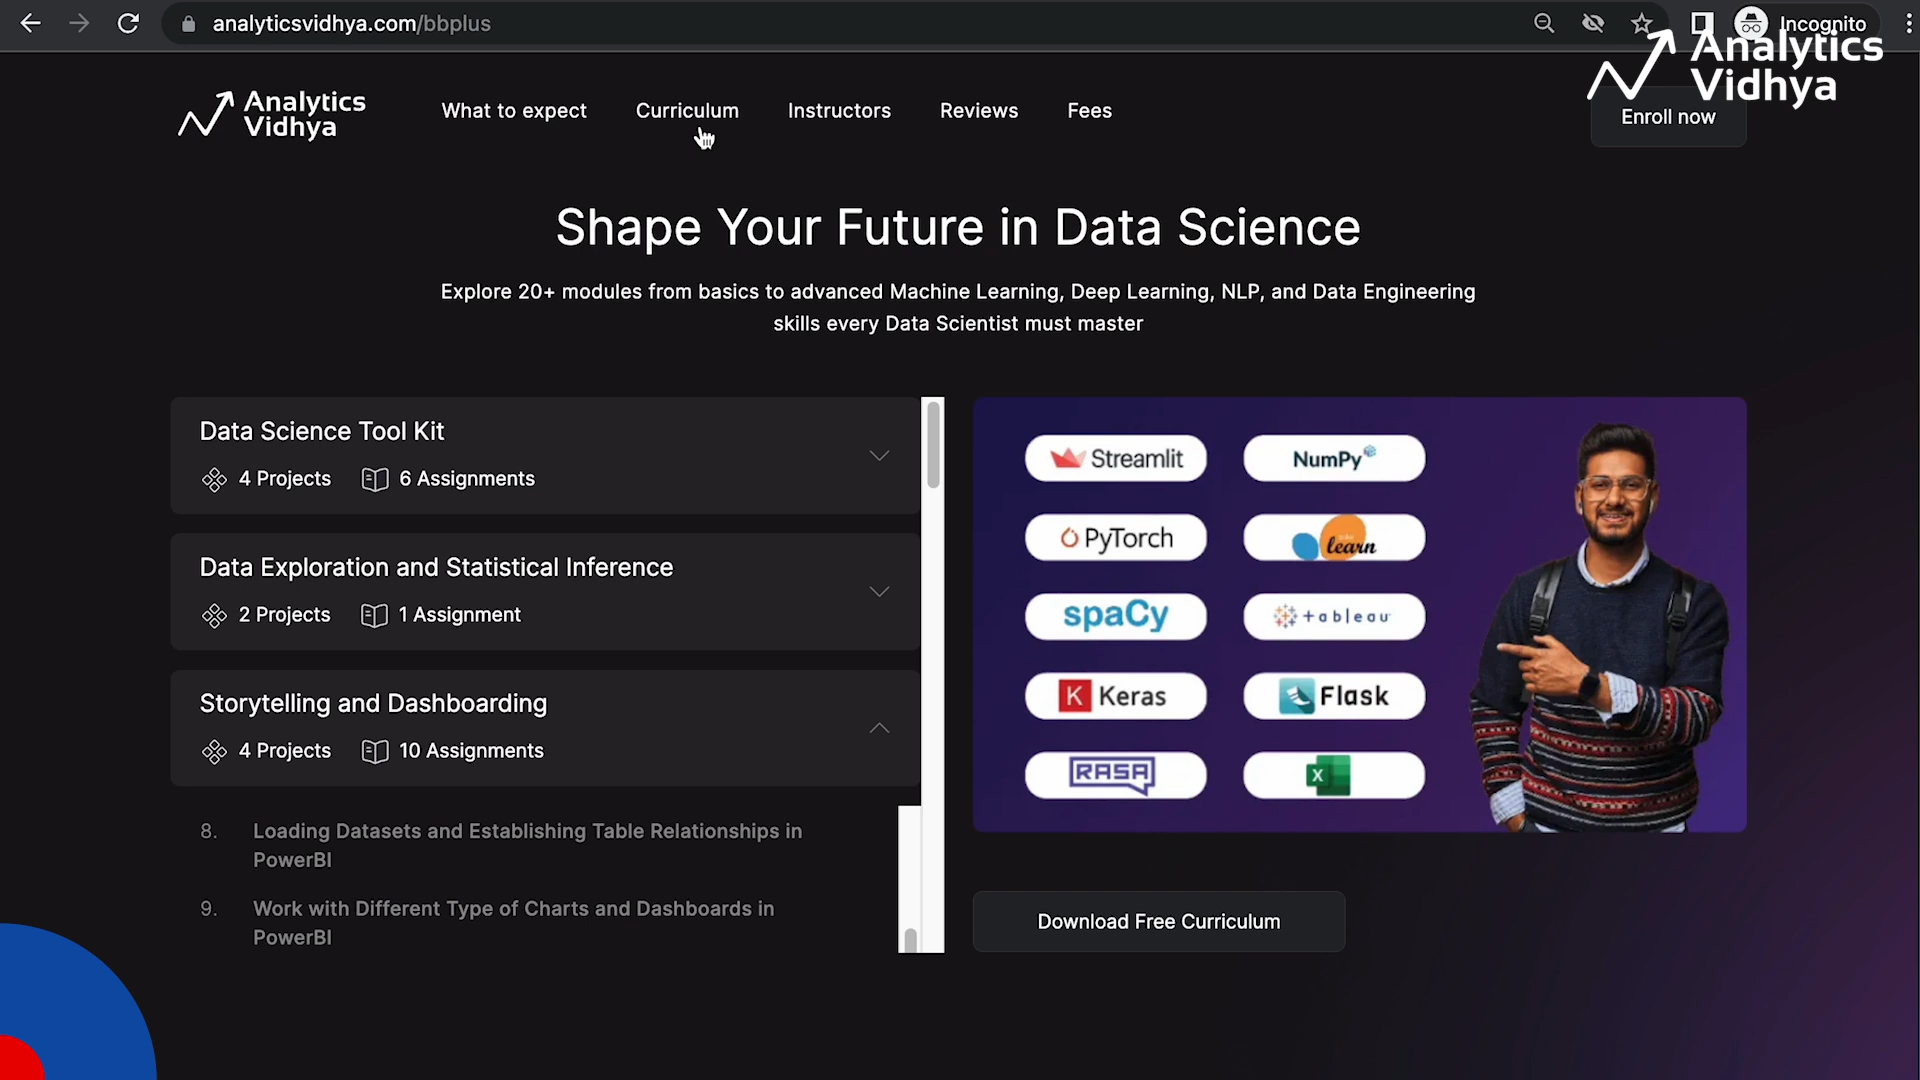 analyticsvidhya.com/bbplus
Incognito
Analytics
Vidhya
Analytics
Vidhya
What to expect
Curriculum
Instructors
Reviews
Fees
Enroll now
Shape Your Future in Data Science
Explore 20+ modules from basics to advanced Machine Learning, Deep Learning, NLP, and Data Engineering
skills every Data Scientist must master
Data Science Tool Kit
4 Projects
6 Assignments
Data Exploration and Statistical Inference
2 Projects
1 Assignment
Storytelling and Dashboarding
4 Projects
10 Assignments
8. Loading Datasets and Establishing Table Relationships in
PowerBI
9. Work with Different Type of Charts and Dashboards in
PowerBI
Streamlit
NumPy
PyTorch
learn
spaCy
+ableau
K Keras
Flask
RASA
X
Download Free Curriculum